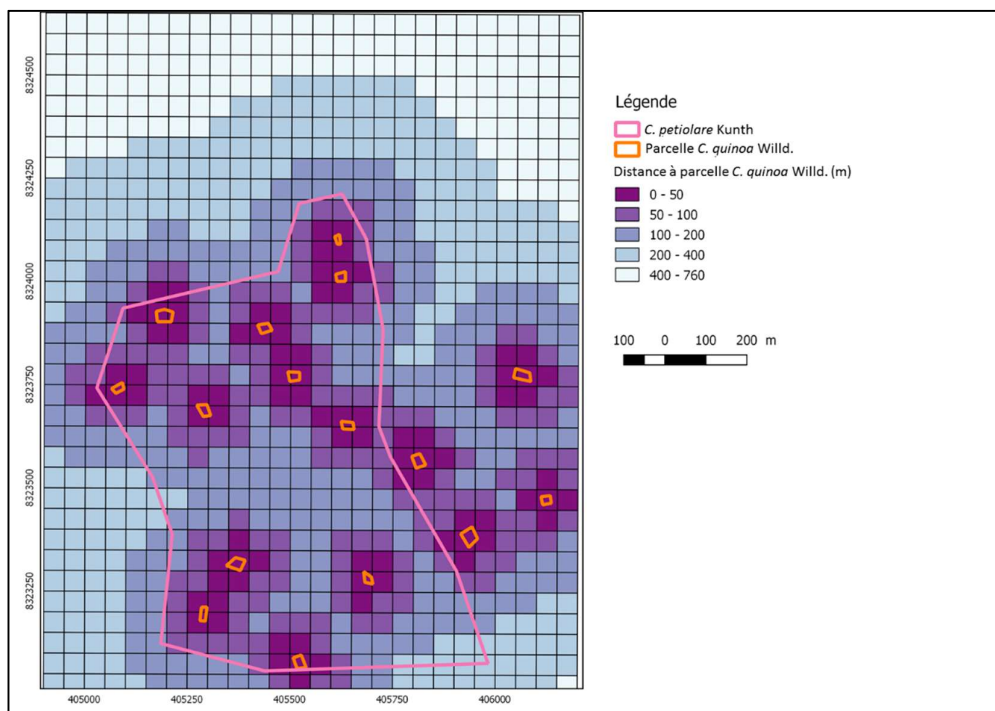 8324500
8324250
8324000
8323750
8323500
8323250
405000
405250
405500
405750
406000
Légende
C. petiolare Kunth
Parcelle C. quinoa Willd.
Distance à parcelle C. quinoa Willd. (m)
0 - 50
50 - 100
100 - 200
200 - 400
400 - 760
100 0 100 200 m